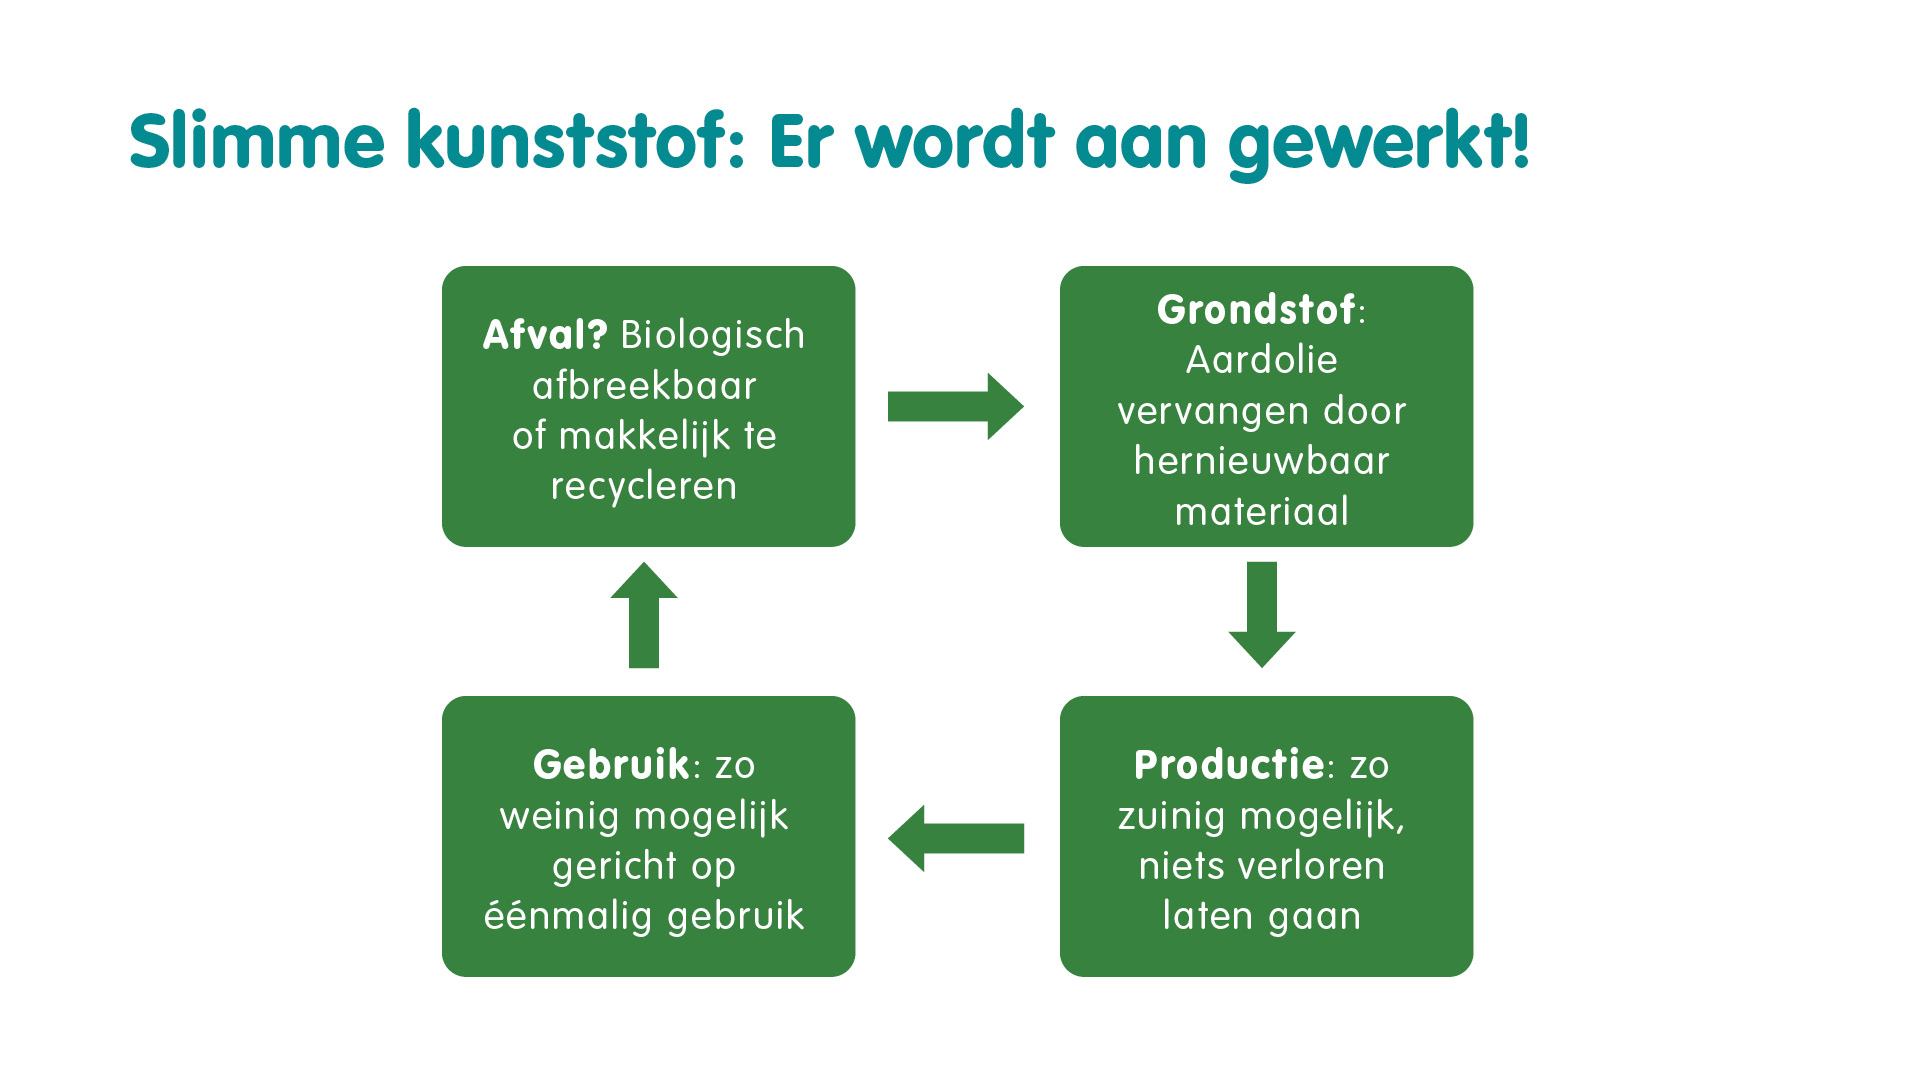 Slimme kunststof: Er wordt aan gewerkt!
Afval? Biologisch
afbreekbaar
of makkelijk te
recycleren
Grondstof:
Aardolie
vervangen door
hernieuwbaar
materiaal
Gebruik: zo
weinig mogelijk
gericht op
éénmalig gebruik
Productie: zo
zuinig mogelijk,
niets verloren
laten gaan